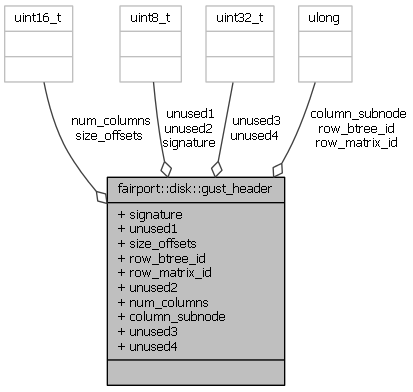 uint16_t
uint8_t
uint32_t
ulong
num_columns
size_offsets
unused1
unused2
signature
unused3
unused4
column_subnode
row_btree_id
row_matrix_id
fairport::disk::gust_header
+ signature
+ unused1
+ size_offsets
+ row_btree_id
+ row_matrix_id
+ unused2
+ num_columns
+ column_subnode
+ unused3
+ unused4